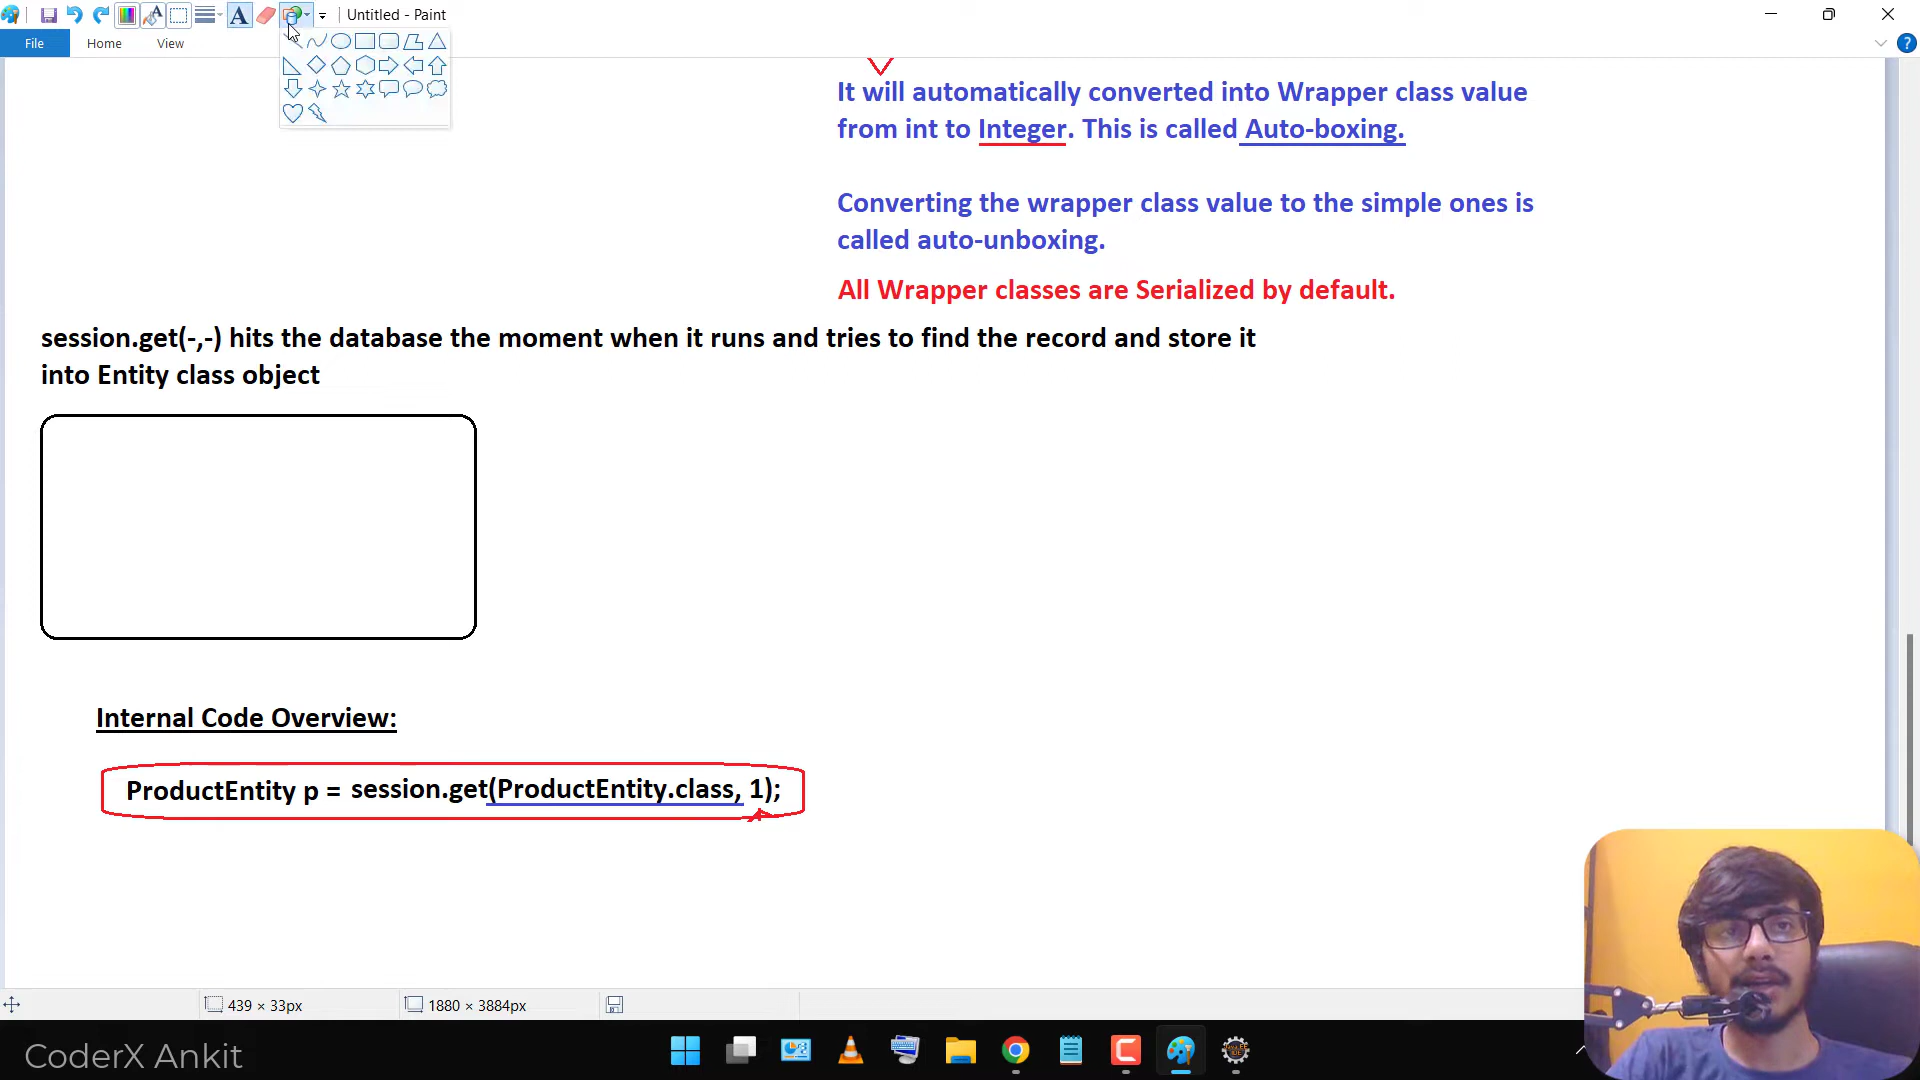 Untitled - Paint
File
Home
View
It will automatically converted into Wrapper class value
from int to Integer. This is called Auto-boxing.
Converting the wrapper class value to the simple ones is
called auto-unboxing.
All Wrapper classes are Serialized by default.
session.get(-,-) hits the database the moment when it runs and tries to find the record and store it
into Entity class object
Internal Code Overview:
ProductEntity p = session.get(ProductEntity.class, 1);
439 × 33px
1880 × 3884px
CoderX Ankit